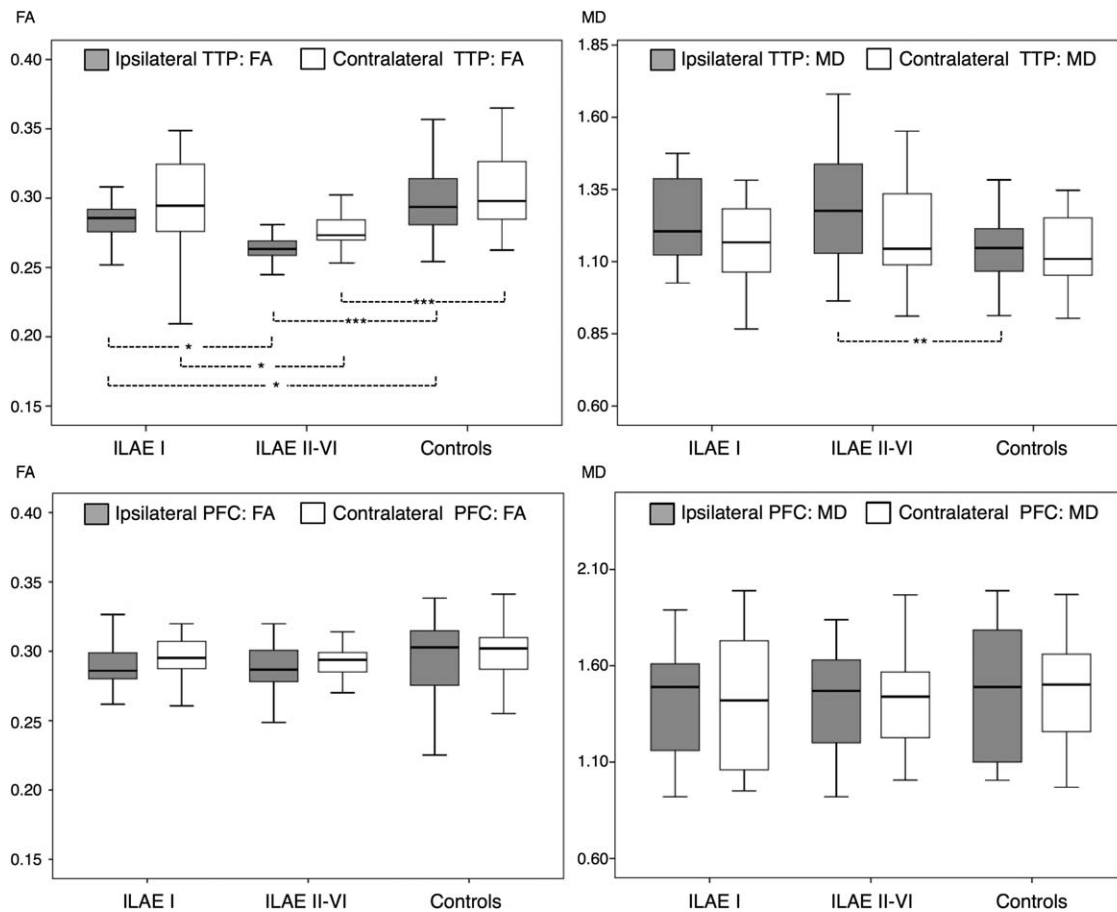 FA
MD
Ipsilateral TTP: FA Contralateral TTP: FA
0.40
0.35
0.30
0.25
0.20
0.15
***
***
* *
*
ILAE I ILAE II-VI Controls
Ipsilateral TTP: MD Contralateral TTP: MD
1.85
1.60
1.35
1.10
0.85
0.60
**
ILAE I ILAE II-VI Controls
FA
Ipsilateral PFC: FA Contralateral PFC: FA
0.40
0.35
0.30
0.25
0.20
0.15
ILAE I ILAE II-VI Controls
MD
Ipsilateral PFC: MD Contralateral PFC: MD
2.10
1.60
1.10
0.60
ILAE I ILAE II-VI Controls